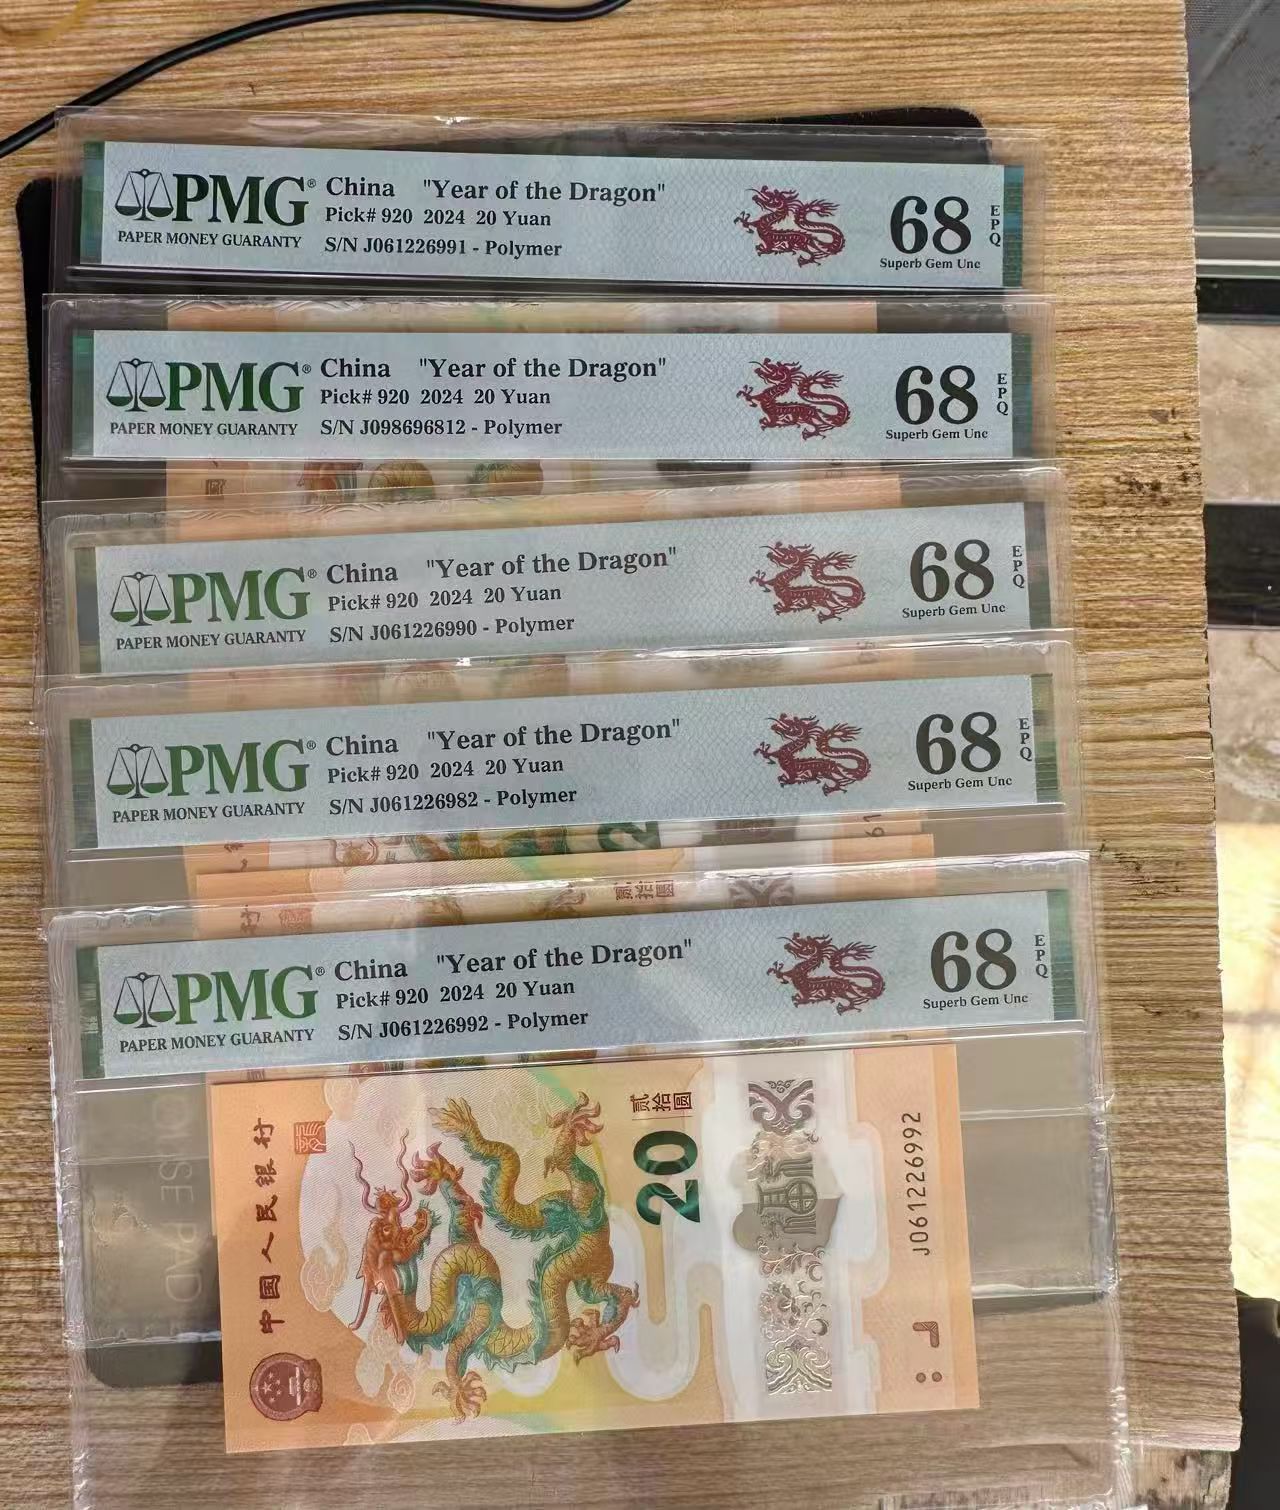 PMG®
PAPER MONEY GUARANTY
China "Year of the Dragon"
Pick# 920 2024 20 Yuan
S/N J061226991 - Polymer
68
EPQ
Superb Gem Unc
PMG®
PAPER MONEY GUARANTY
China "Year of the Dragon"
Pick# 920 2024 20 Yuan
S/N J098696812 - Polymer
68
EPQ
Superb Gem Unc
PMG®
PAPER MONEY GUARANTY
China "Year of the Dragon"
Pick# 920 2024 20 Yuan
S/N J061226990 - Polymer
68
EPQ
Superb Gem Unc
PMG®
PAPER MONEY GUARANTY
China "Year of the Dragon"
Pick# 920 2024 20 Yuan
S/N J061226982 - Polymer
68
EPQ
Superb Gem Unc
2
61
贰拾圆
PMG®
PAPER MONEY GUARANTY
China "Year of the Dragon"
Pick# 920 2024 20 Yuan
S/N J061226992 - Polymer
68
EPQ
Superb Gem Unc
中国人民银行
贰拾圆
20
福
J061226992